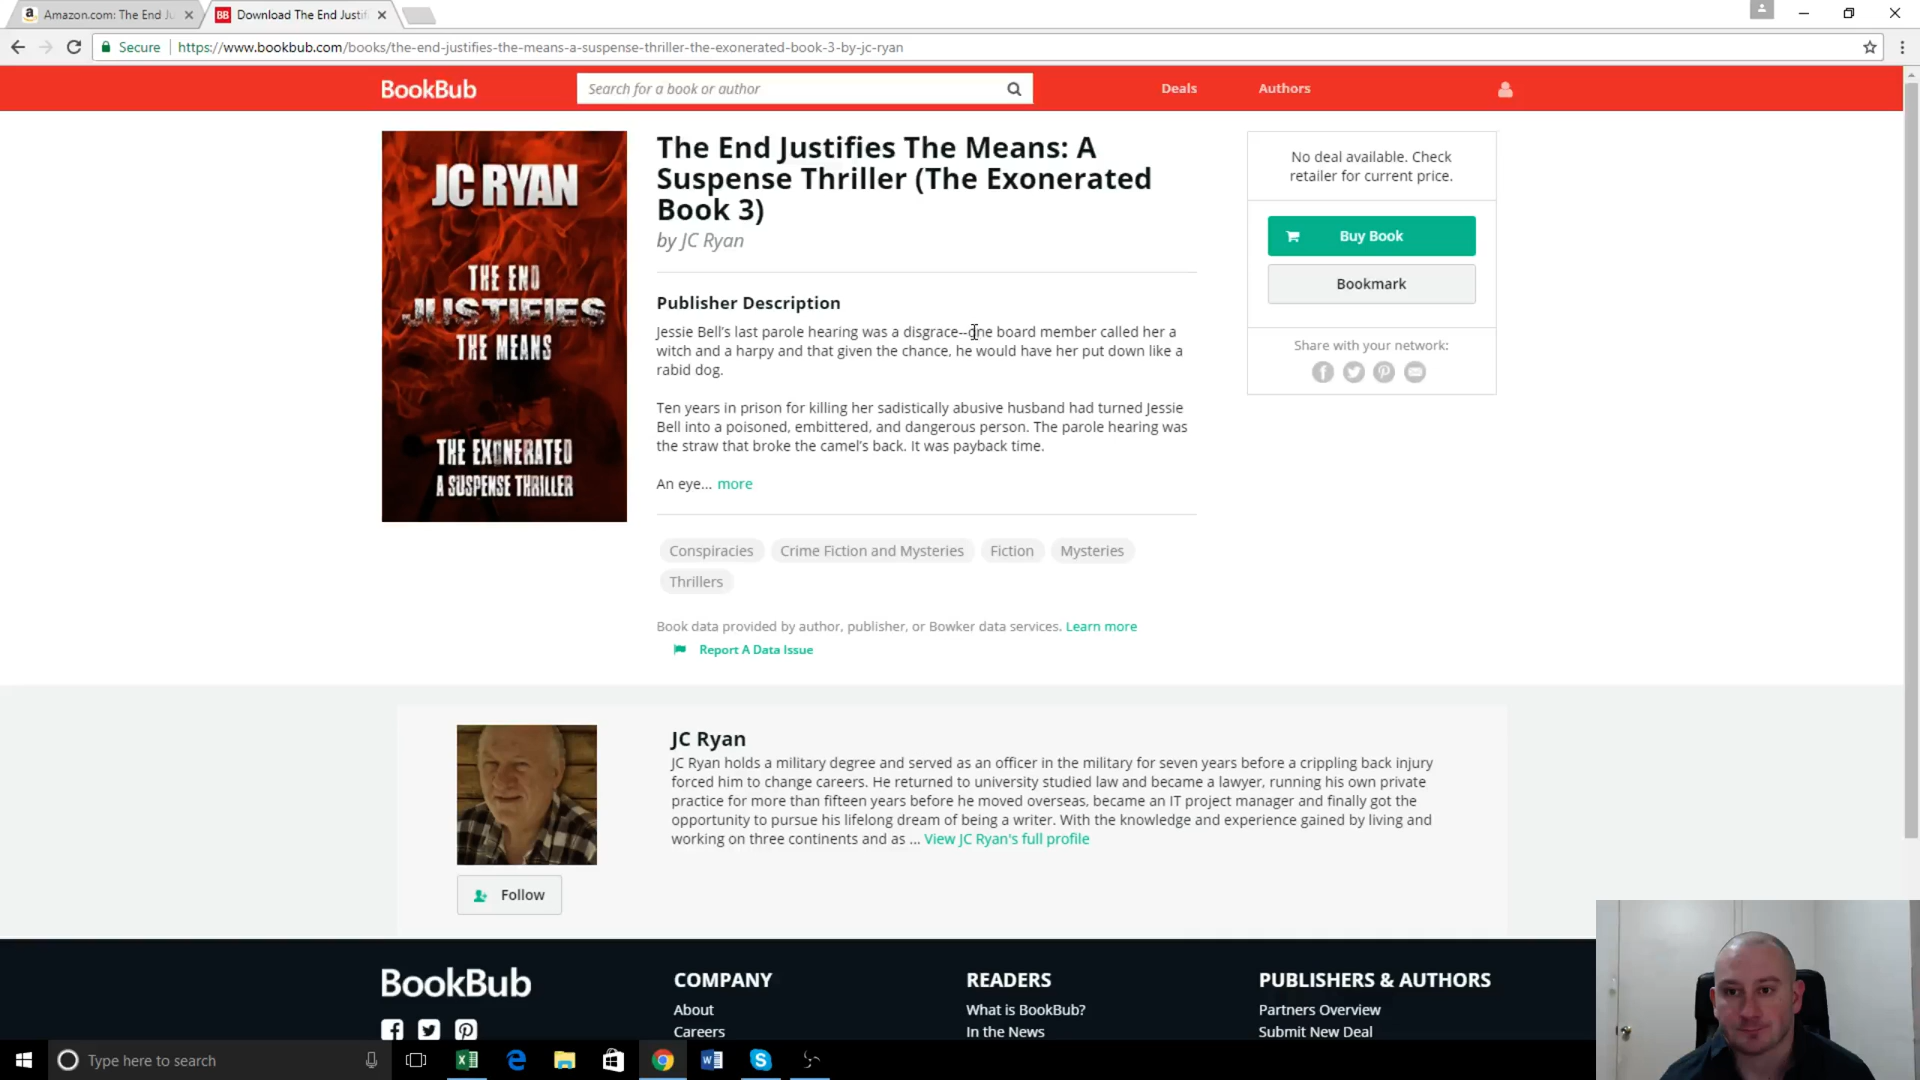 Amazon.com: The End Ju
Download The End Justifi
Secure
https://www.bookbub.com/books/the-end-justifies-the-means-a-suspense-thriller-the-exonerated-book-3-by-jc-ryan
BookBub
Search for a book or author
Deals
Authors
JC RYAN
THE END
JUSTIFIES
THE MEANS
THE EXONERATED
A SUSPENSE THRILLER
The End Justifies The Means: A
Suspense Thriller (The Exonerated
Book 3)
by JC Ryan
Publisher Description
Jessie Bell's last parole hearing was a disgrace--one board member called her a
witch and a harpy and that given the chance, he would have her put down like a
rabid dog.
Ten years in prison for killing her sadistically abusive husband had turned Jessie
Bell into a poisoned, embittered, and dangerous person. The parole hearing was
the straw that broke the camel's back. It was payback time.
An eye... more
Conspiracies
Crime Fiction and Mysteries
Fiction
Mysteries
Thrillers
Book data provided by author, publisher, or Bowker data services. Learn more
Report A Data Issue
No deal available. Check
retailer for current price.
Buy Book
Bookmark
Share with your network:
JC Ryan
JC Ryan holds a military degree and served as an officer in the military for seven years before a crippling back injury
forced him to change careers. He returned to university studied law and became a lawyer, running his own private
practice for more than fifteen years before he moved overseas, became an IT project manager and finally got the
opportunity to pursue his lifelong dream of being a writer. With the knowledge and experience gained by living and
working on three continents and as ... View JC Ryan's full profile
Follow
BookBub
COMPANY
About
Careers
READERS
What is BookBub?
In the News
PUBLISHERS & AUTHORS
Partners Overview
Submit New Deal
Type here to search